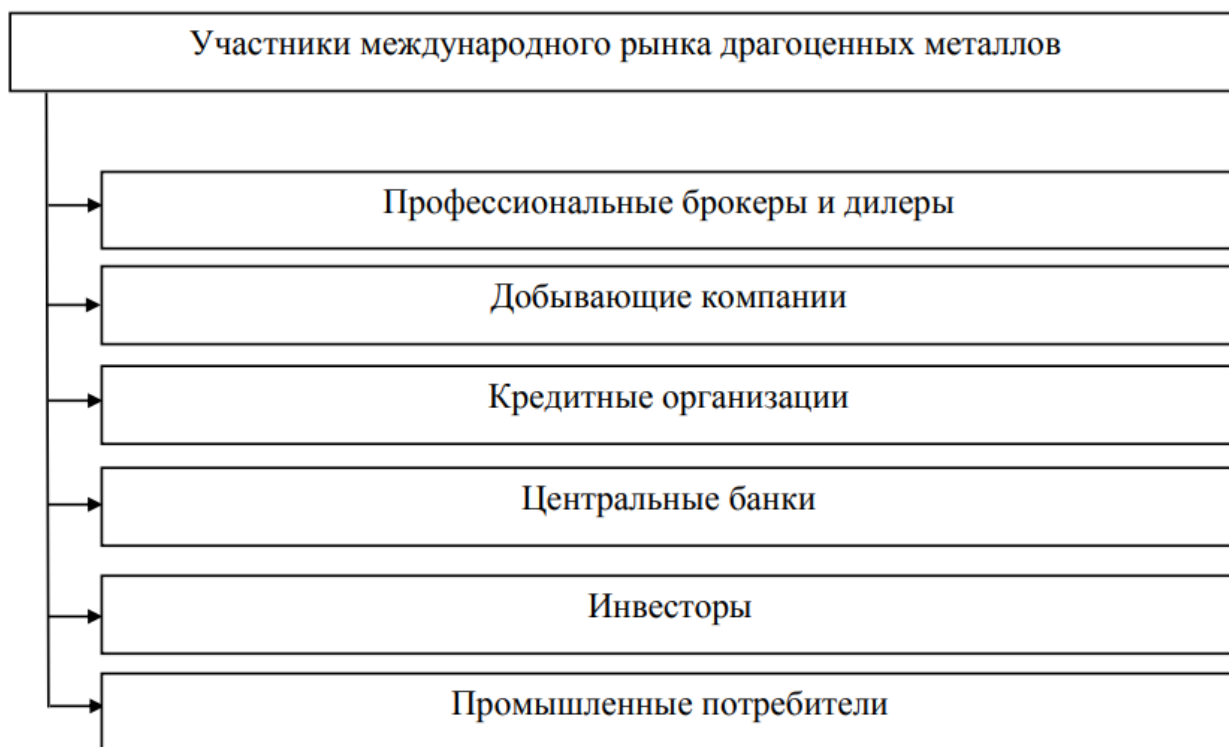 Участники международного рынка драгоценных металлов
Профессиональные брокеры и дилеры
Добывающие компании
Кредитные организации
Центральные банки
Инвесторы
Промышленные потребители